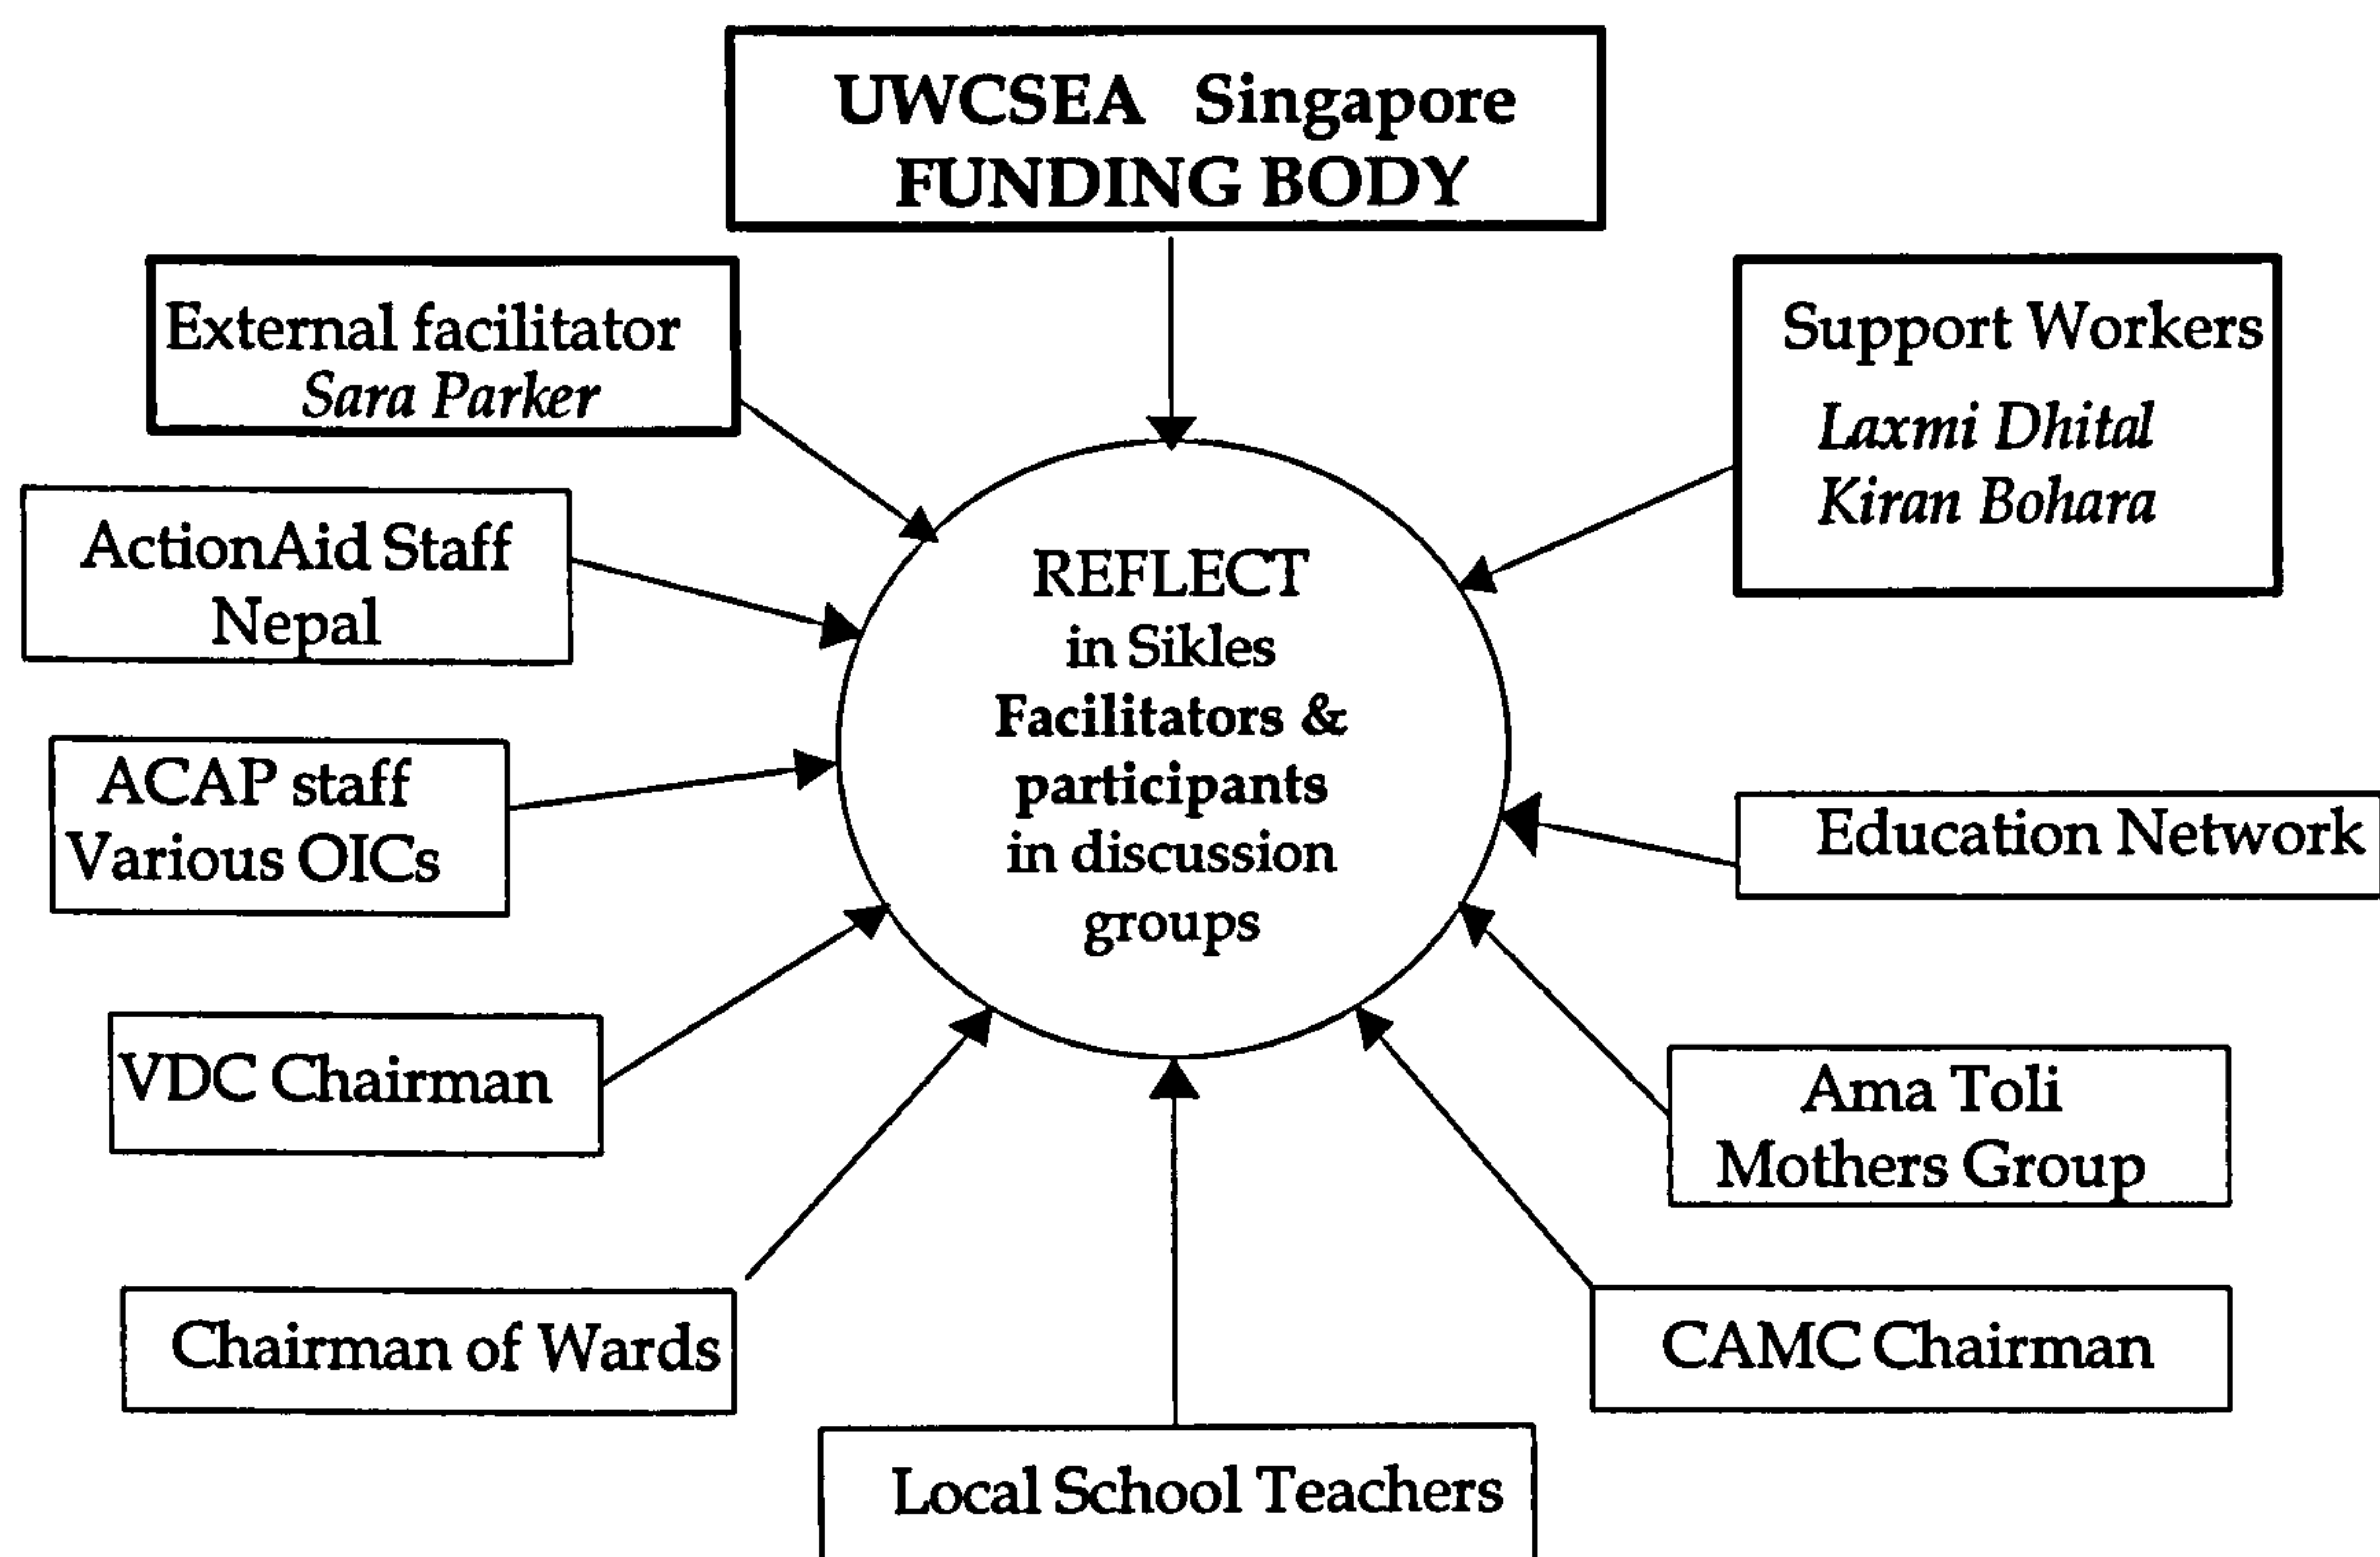 UWCSEA Singapore
FUNDING BODY
External facilitator
Sara Parker
Support Workers
Laxmi Dhital
Kiran Bohara
ActionAid Staff
Nepal
REFLECT
in Sikles
Facilitators &
participants
in discussion
groups
ACAP staff
Various OICs
Education Network
VDC Chairman
Ama Toli
Mothers Group
Chairman of Wards
CAMC Chairman
Local School Teachers